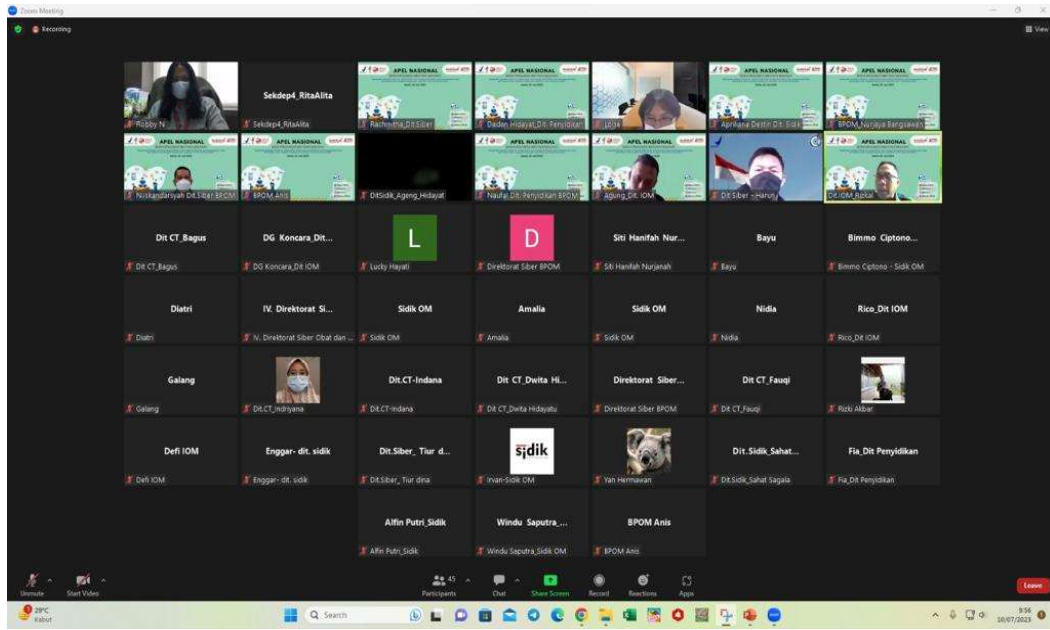 Zoom Meeting
Recording
View
Robby N
Sekdep4_RitaAlita
Sekdep4_RitaAlita
APEL NASIONAL
Rachmitha_Dit.Siber
APEL NASIONAL
Dadan Hidayat_Dit. Penyidikan
APEL NASIONAL
Apriliana Destin Dit. Sidik
APEL NASIONAL
BPOM_Nurjaya Bangsawan
APEL NASIONAL
Niskandarsyah Dit.Siber BPOM
APEL NASIONAL
BPOM Anis
DitSidik_Ageng_Hidayat
APEL NASIONAL
Naufal Dit. Penyidikan BPOM
APEL NASIONAL
Agung_Dit. IOM
Dit Siber - Harun
APEL NASIONAL
Dit.IOM_Rizkal
Dit CT_Bagus
Dit CT_Bagus
DG Koncara_Dit...
DG Koncara_Dit IOM
L
Lucky Hayati
D
Direktorat Siber BPOM
Siti Hanifah Nur...
Siti Hanifah Nurjanah
Bayu
Bayu
Bimmo Ciptono...
Bimmo Ciptono - Sidik OM
Diatri
Diatri
IV. Direktorat Si...
IV. Direktorat Siber Obat dan ...
Sidik OM
Sidik OM
Amalia
Amalia
Sidik OM
Sidik OM
Nidia
Nidia
Rico_Dit IOM
Rico_Dit IOM
Galang
Galang
Dit.CT_Indriyana
Dit.CT-Indana
Dit.CT-Indana
Dit CT_Dwita Hi...
Dit CT_Dwita Hidayatu
Direktorat Siber...
Direktorat Siber BPOM
Dit CT_Fauqi
Dit CT_Fauqi
Rizki Akbar
Defi IOM
Defi IOM
Enggar- dit. sidik
Enggar- dit. sidik
Dit.Siber_ Tiur d...
Dit.Siber_ Tiur dina
sidik
Irvan-Sidik OM
Yan Hermawan
Dit.Sidik_Sahat...
Dit.Sidik_Sahat Sagala
Fia_Dit Penyidikan
Fia_Dit Penyidikan
Alfin Putri_Sidik
Alfin Putri_Sidik
Windu Saputra_...
Windu Saputra_Sidik OM
BPOM Anis
BPOM Anis
Unmute
Start Video
45
Participants
Chat
Share Screen
Record
Reactions
Apps
Leave
29°C
Kabut
Search
9:56
10/07/2023